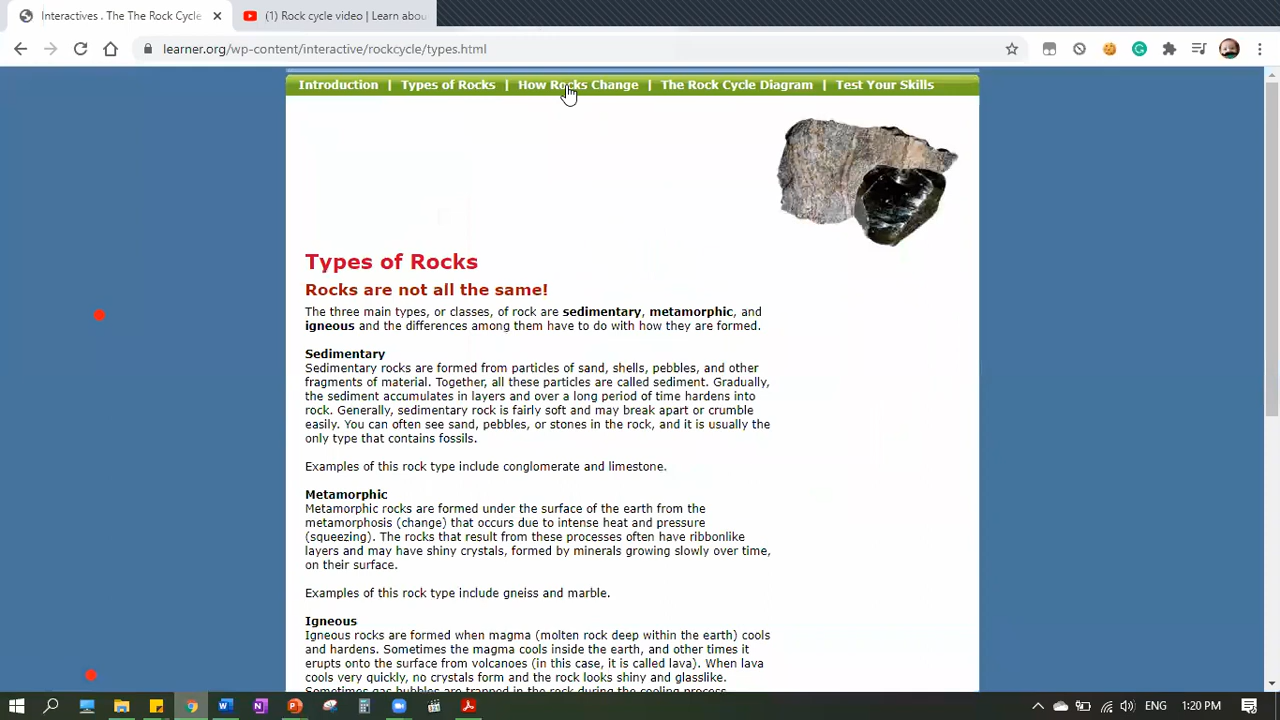 Interactives . The The Rock Cycle
(1) Rock cycle video | Learn abou
learner.org/wp-content/interactive/rockcycle/types.html
Introduction | Types of Rocks | How Rocks Change | The Rock Cycle Diagram | Test Your Skills
Types of Rocks
Rocks are not all the same!
The three main types, or classes, of rock are sedimentary, metamorphic, and
igneous and the differences among them have to do with how they are formed.
Sedimentary
Sedimentary rocks are formed from particles of sand, shells, pebbles, and other
fragments of material. Together, all these particles are called sediment. Gradually,
the sediment accumulates in layers and over a long period of time hardens into
rock. Generally, sedimentary rock is fairly soft and may break apart or crumble
easily. You can often see sand, pebbles, or stones in the rock, and it is usually the
only type that contains fossils.
Examples of this rock type include conglomerate and limestone.
Metamorphic
Metamorphic rocks are formed under the surface of the earth from the
metamorphosis (change) that occurs due to intense heat and pressure
(squeezing). The rocks that result from these processes often have ribbonlike
layers and may have shiny crystals, formed by minerals growing slowly over time,
on their surface.
Examples of this rock type include gneiss and marble.
Igneous
Igneous rocks are formed when magma (molten rock deep within the earth) cools
and hardens. Sometimes the magma cools inside the earth, and other times it
erupts onto the surface from volcanoes (in this case, it is called lava). When lava
cools very quickly, no crystals form and the rock looks shiny and glasslike.
Sometimes gas bubbles are trapped in the rock during the cooling process
ENG 1:20 PM